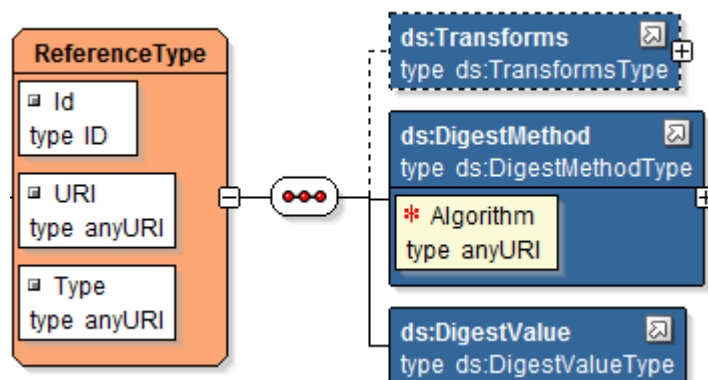 ReferenceType
Id
type ID
URI
type anyURI
Type
type anyURI
ds:Transforms
type ds:TransformsType
ds:DigestMethod
type ds:DigestMethodType
* Algorithm
type anyURI
ds:DigestValue
type ds:DigestValueType